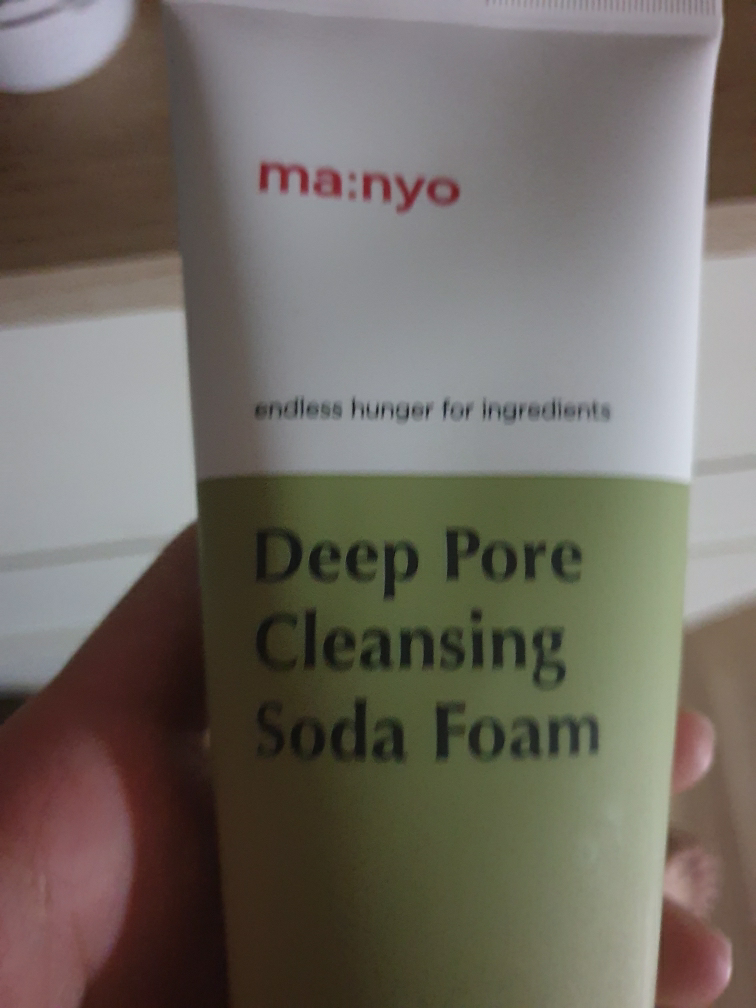 ma:nyo
endless hunger for ingredients
Deep Pore
Cleansing
Soda Foam